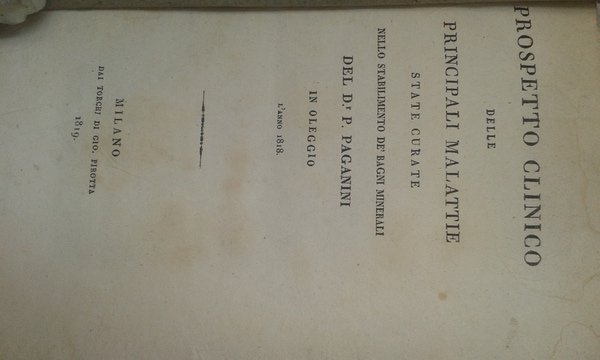 PROSPETTO CLINICO
DELLE
PRINCIPALI MALATTIE
STATE CURATE
NELLO STABILIMENTO DE' BAGNI MINERALI
DEL D.r P. PAGANINI
IN OLEGGIO
L'ANNO 1818.
MILANO
DAI TORCHI DI GIO. PIROTTA
1819.